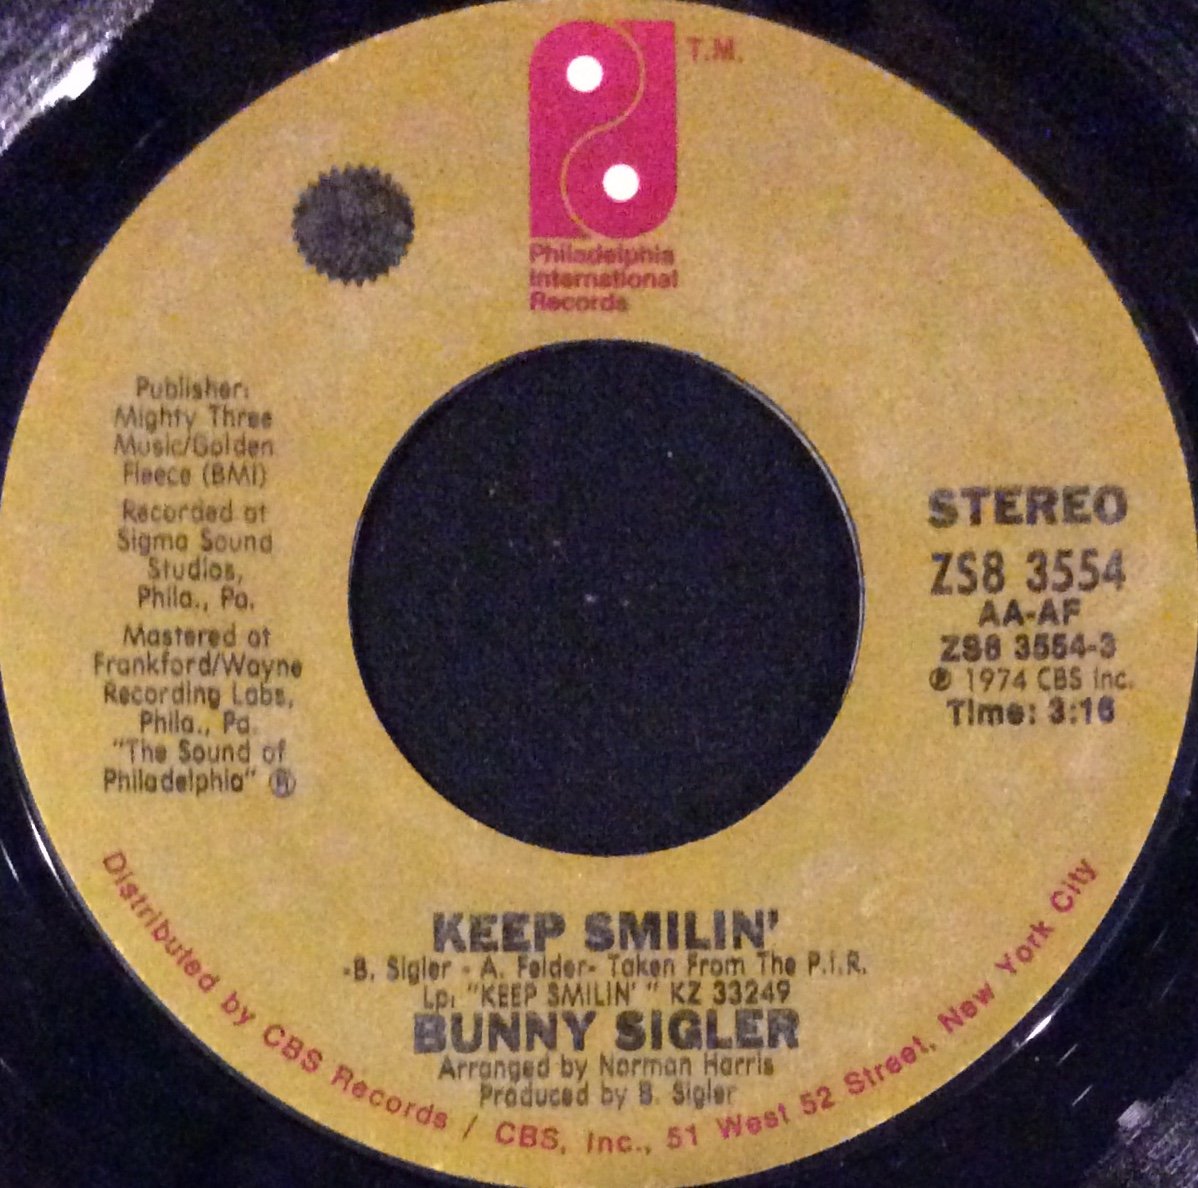 T.M.
Philadelphia
International
Records
Publisher:
Mighty Three
Music/Golden
Fleece (BMI)
Recorded at
Sigma Sound
Studios,
Phila., Pa.
Mastered at
Frankford/Wayne
Recording Labs,
Phila., Pa.
"The Sound of
Philadelphia" ®
STEREO
ZS8 3554
AA-AF
ZS8 3554-3
℗ 1974 CBS Inc.
Time: 3:16
KEEP SMILIN'
-B. Sigler - A. Felder- Taken From The P.I.R.
Lp: "KEEP SMILIN' " KZ 33249
BUNNY SIGLER
Arranged by Norman Harris
Produced by B. Sigler
Distributed by CBS Records / CBS, Inc., 51 West 52 Street, New York City